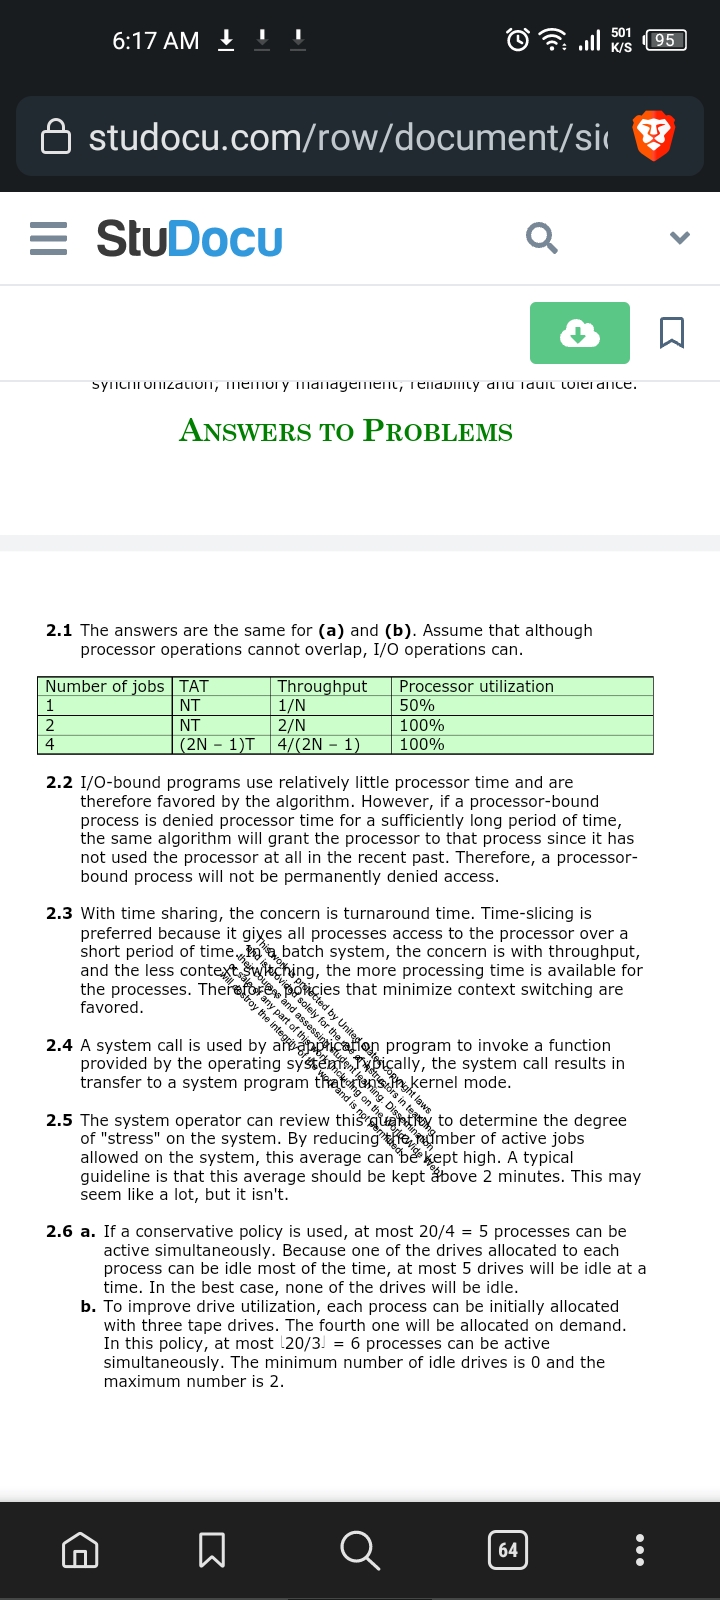 6:17 AM
501
K/S
95
studocu.com/row/document/si
StuDocu
synchronization; memory management; reliability and fault tolerance.
ANSWERS TO PROBLEMS
2.1 The answers are the same for (a) and (b). Assume that although
processor operations cannot overlap, I/O operations can.
Number of jobs TAT Throughput Processor utilization
1 NT 1/N 50%
2 NT 2/N 100%
4 (2N – 1)T 4/(2N – 1) 100%
2.2 I/O-bound programs use relatively little processor time and are
therefore favored by the algorithm. However, if a processor-bound
process is denied processor time for a sufficiently long period of time,
the same algorithm will grant the processor to that process since it has
not used the processor at all in the recent past. Therefore, a processor-
bound process will not be permanently denied access.
2.3 With time sharing, the concern is turnaround time. Time-slicing is
preferred because it gives all processes access to the processor over a
short period of time. In a batch system, the concern is with throughput,
and the less context switching, the more processing time is available for
the processes. Therefore, policies that minimize context switching are
favored.
2.4 A system call is used by an application program to invoke a function
provided by the operating system. Typically, the system call results in
transfer to a system program that runs in kernel mode.
2.5 The system operator can review this quantity to determine the degree
of "stress" on the system. By reducing the number of active jobs
allowed on the system, this average can be kept high. A typical
guideline is that this average should be kept above 2 minutes. This may
seem like a lot, but it isn't.
2.6 a. If a conservative policy is used, at most 20/4 = 5 processes can be
active simultaneously. Because one of the drives allocated to each
process can be idle most of the time, at most 5 drives will be idle at a
time. In the best case, none of the drives will be idle.
b. To improve drive utilization, each process can be initially allocated
with three tape drives. The fourth one will be allocated on demand.
In this policy, at most ⌊20/3⌋ = 6 processes can be active
simultaneously. The minimum number of idle drives is 0 and the
maximum number is 2.
This work is protected by United States copyright laws
and is provided solely for the use of instructors in teaching
their courses and assessing student learning. Dissemination
or sale of any part of this work (including on the World Wide Web)
will destroy the integrity of the work and is not permitted.
64